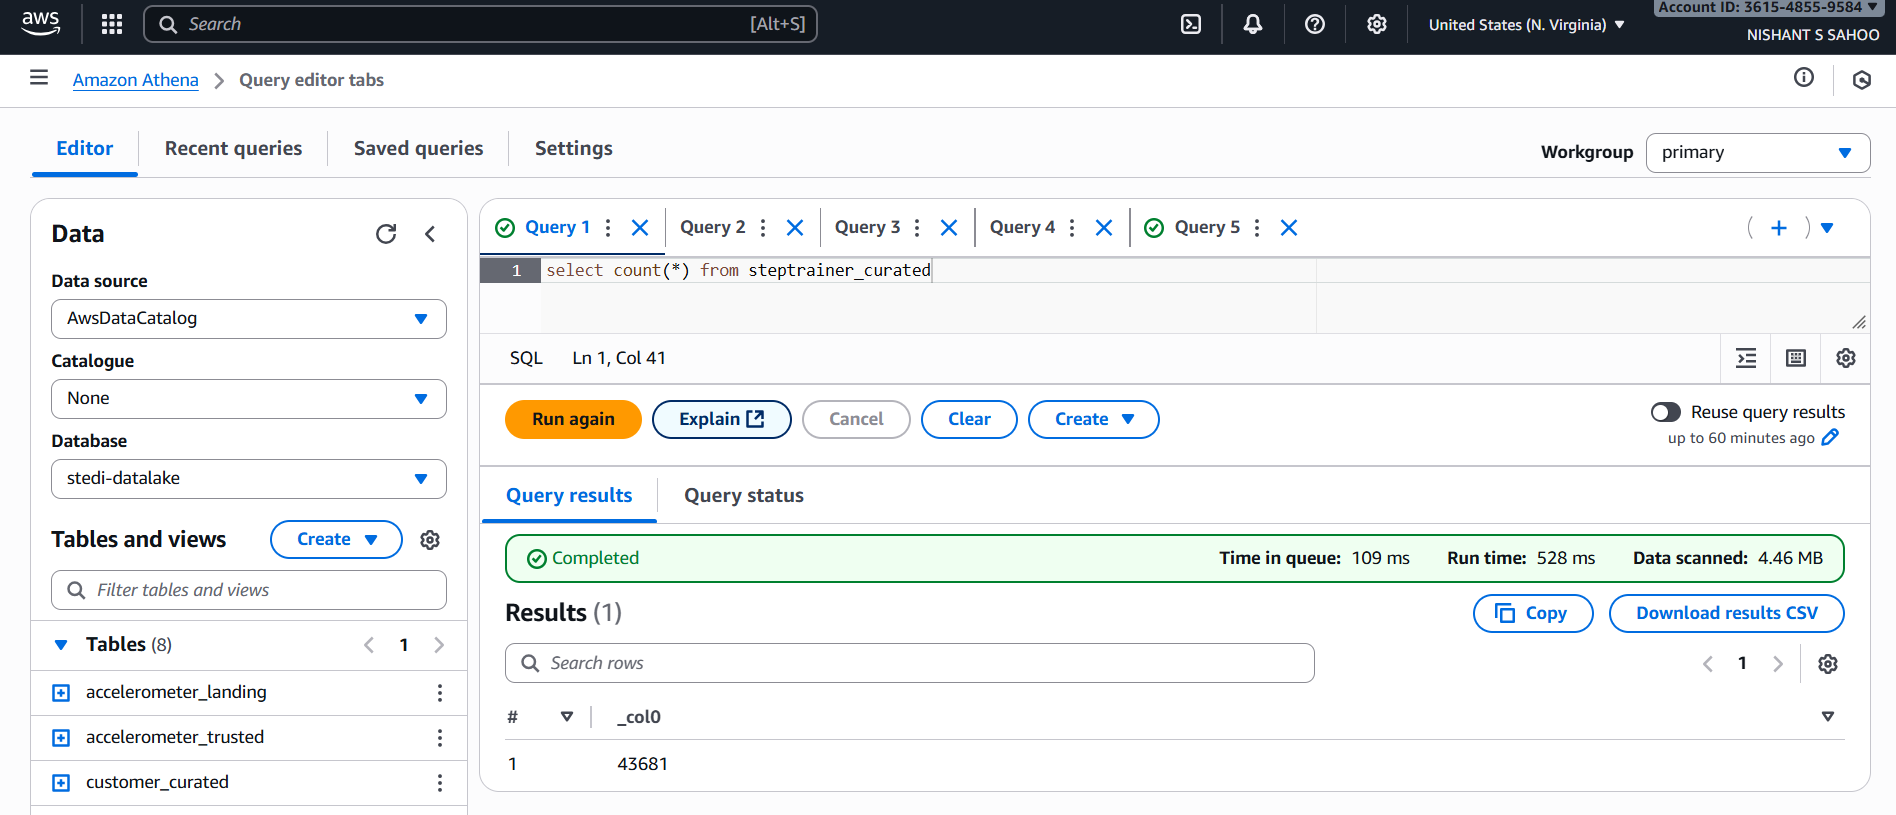 aws
Search [Alt+S]
United States (N. Virginia)
Account ID: 3615-4855-9584
NISHANT S SAHOO
Amazon Athena > Query editor tabs
Editor
Recent queries
Saved queries
Settings
Workgroup
primary
Data
Data source
AwsDataCatalog
Catalogue
None
Database
stedi-datalake
Tables and views
Create
Filter tables and views
Tables (8)
1
accelerometer_landing
accelerometer_trusted
customer_curated
Query 1
Query 2
Query 3
Query 4
Query 5
1 select count(*) from steptrainer_curated
SQL Ln 1, Col 41
Run again
Explain
Cancel
Clear
Create
Reuse query results
up to 60 minutes ago
Query results
Query status
Completed
Time in queue: 109 ms
Run time: 528 ms
Data scanned: 4.46 MB
Results (1)
Copy
Download results CSV
Search rows
1
# _col0
1 43681